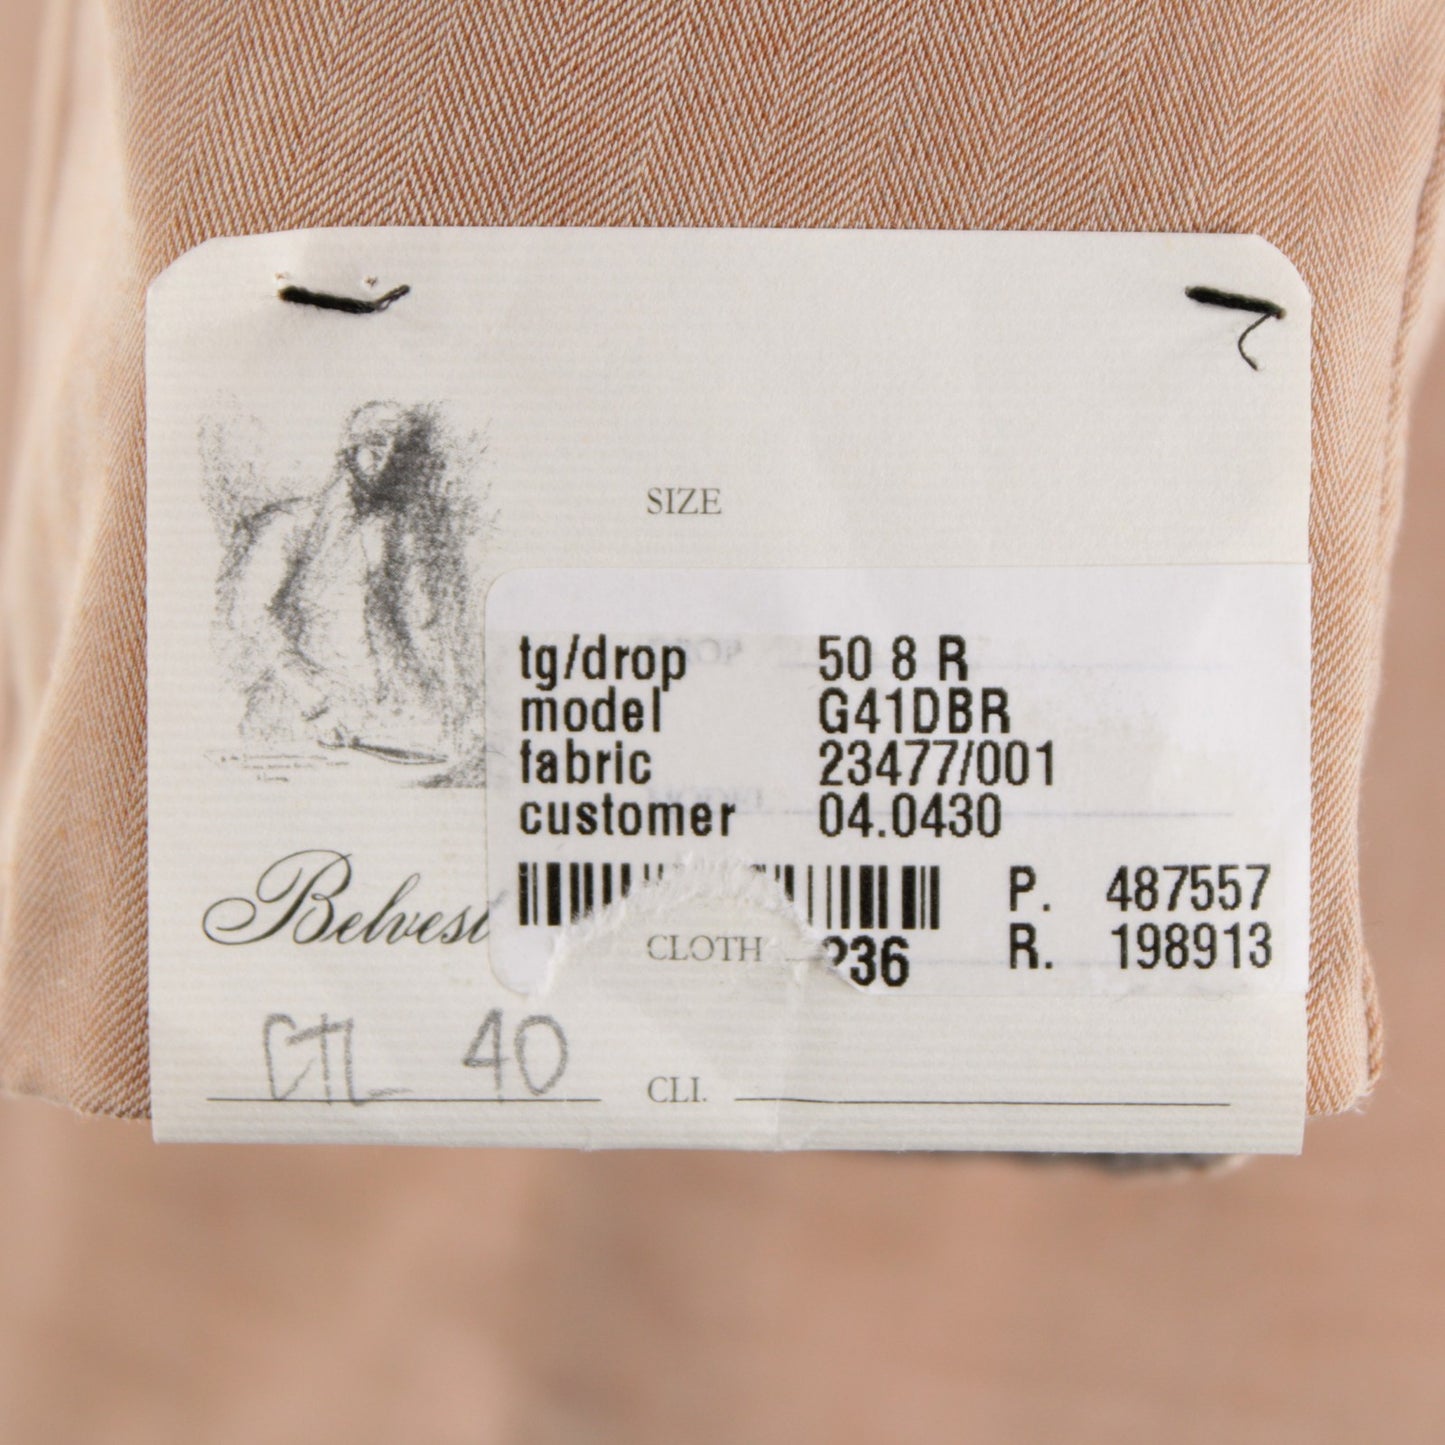 SIZE
tg/drop 50 8 R
model G41DBR
fabric 23477/001
customer 04.0430
P. 487557
R. 198913
Belvest
CLOTH
36
CTL 40
CLI.